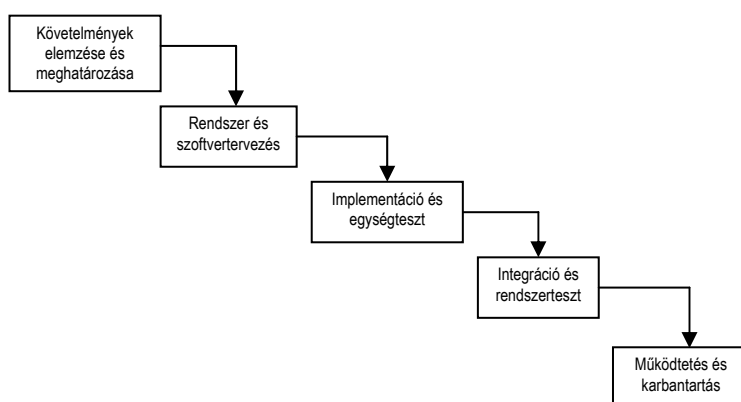 Követelmények
elemzése és
meghatározása
Rendszer és
szoftvertervezés
Implementáció és
egységteszt
Integráció és
rendszerteszt
Működtetés és
karbantartás